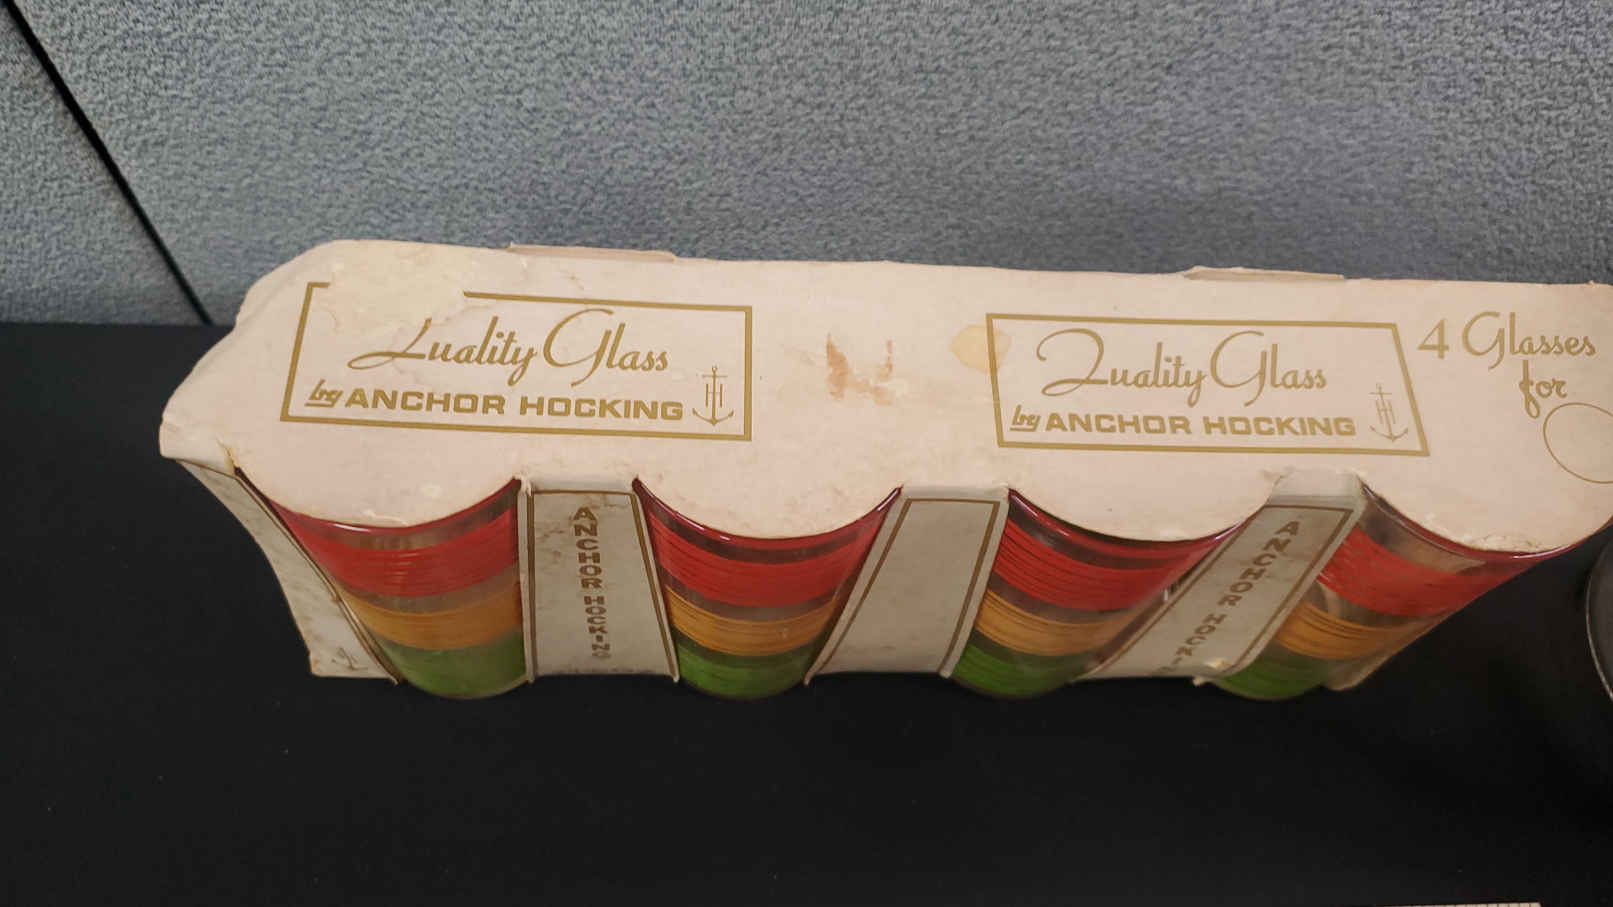 Quality Glass
by ANCHOR HOCKING
Quality Glass
by ANCHOR HOCKING
4 Glasses
for
ANCHOR HOCKING
ANCHOR HOCKING